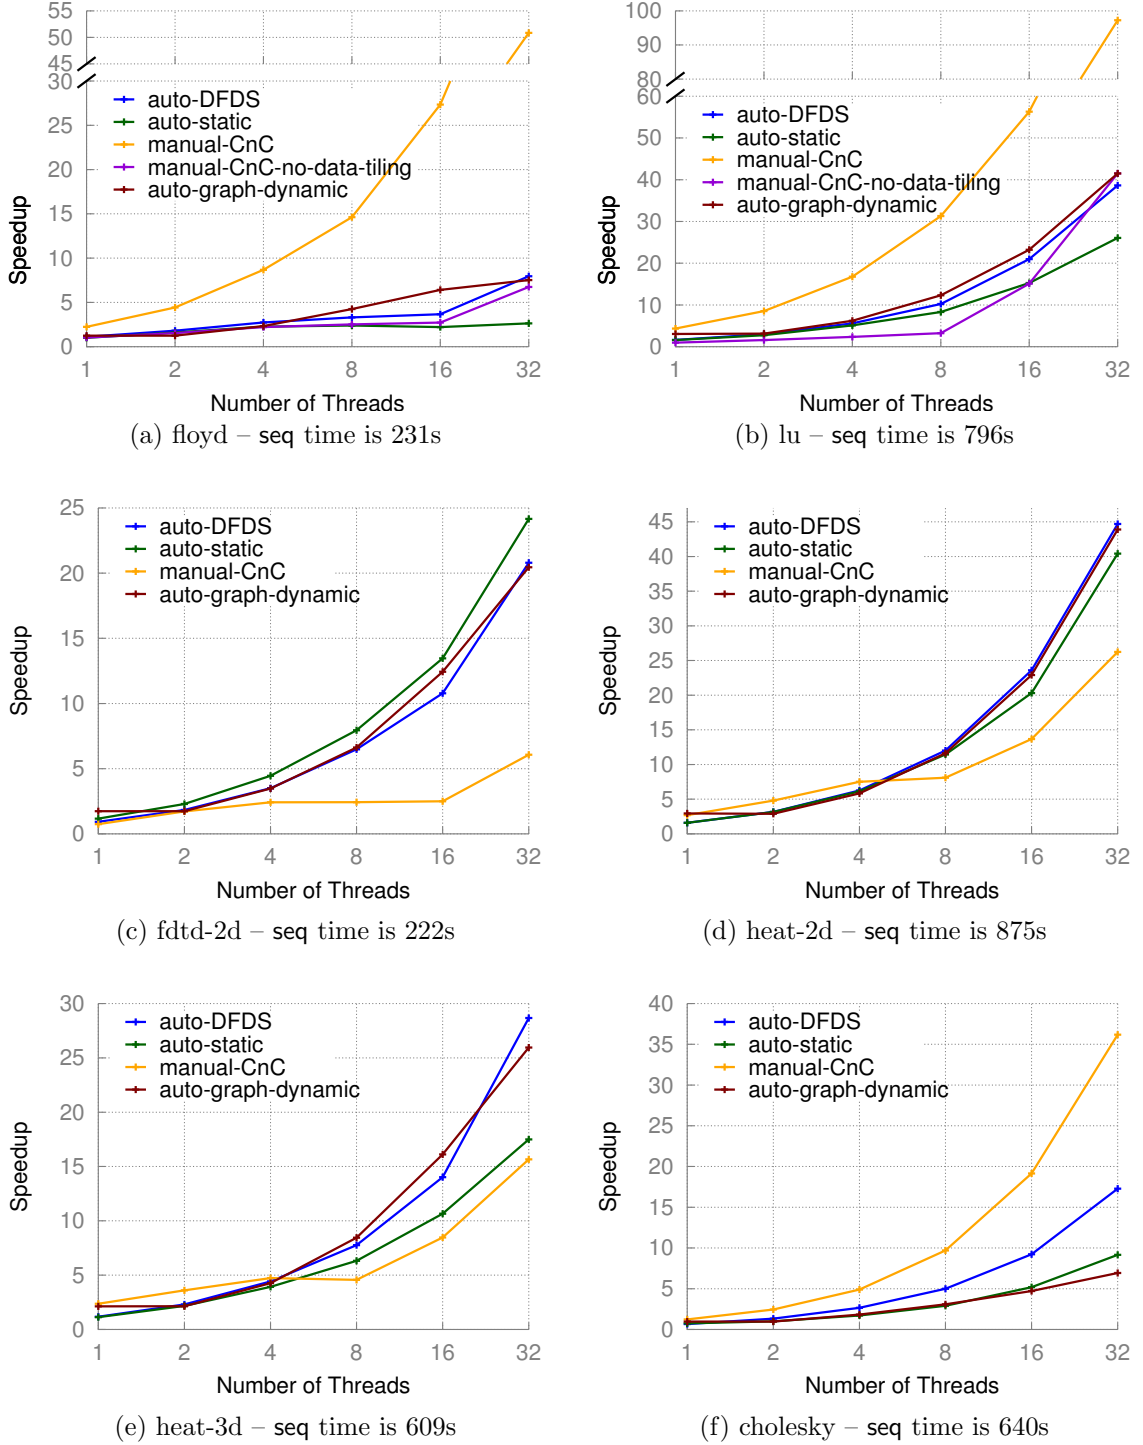 55
50
45
30
25
20
15
10
5
0
auto-DFDS
auto-static
manual-CnC
manual-CnC-no-data-tiling
auto-graph-dynamic
Speedup
1 2 4 8 16 32
Number of Threads
(a) floyd – seq time is 231s
100
90
80
60
50
40
30
20
10
0
auto-DFDS
auto-static
manual-CnC
manual-CnC-no-data-tiling
auto-graph-dynamic
Speedup
1 2 4 8 16 32
Number of Threads
(b) lu – seq time is 796s
25
20
15
10
5
0
auto-DFDS
auto-static
manual-CnC
auto-graph-dynamic
Speedup
1 2 4 8 16 32
Number of Threads
(c) fdtd-2d – seq time is 222s
45
40
35
30
25
20
15
10
5
0
auto-DFDS
auto-static
manual-CnC
auto-graph-dynamic
Speedup
1 2 4 8 16 32
Number of Threads
(d) heat-2d – seq time is 875s
30
25
20
15
10
5
0
auto-DFDS
auto-static
manual-CnC
auto-graph-dynamic
Speedup
1 2 4 8 16 32
Number of Threads
(e) heat-3d – seq time is 609s
40
35
30
25
20
15
10
5
0
auto-DFDS
auto-static
manual-CnC
auto-graph-dynamic
Speedup
1 2 4 8 16 32
Number of Threads
(f) cholesky – seq time is 640s